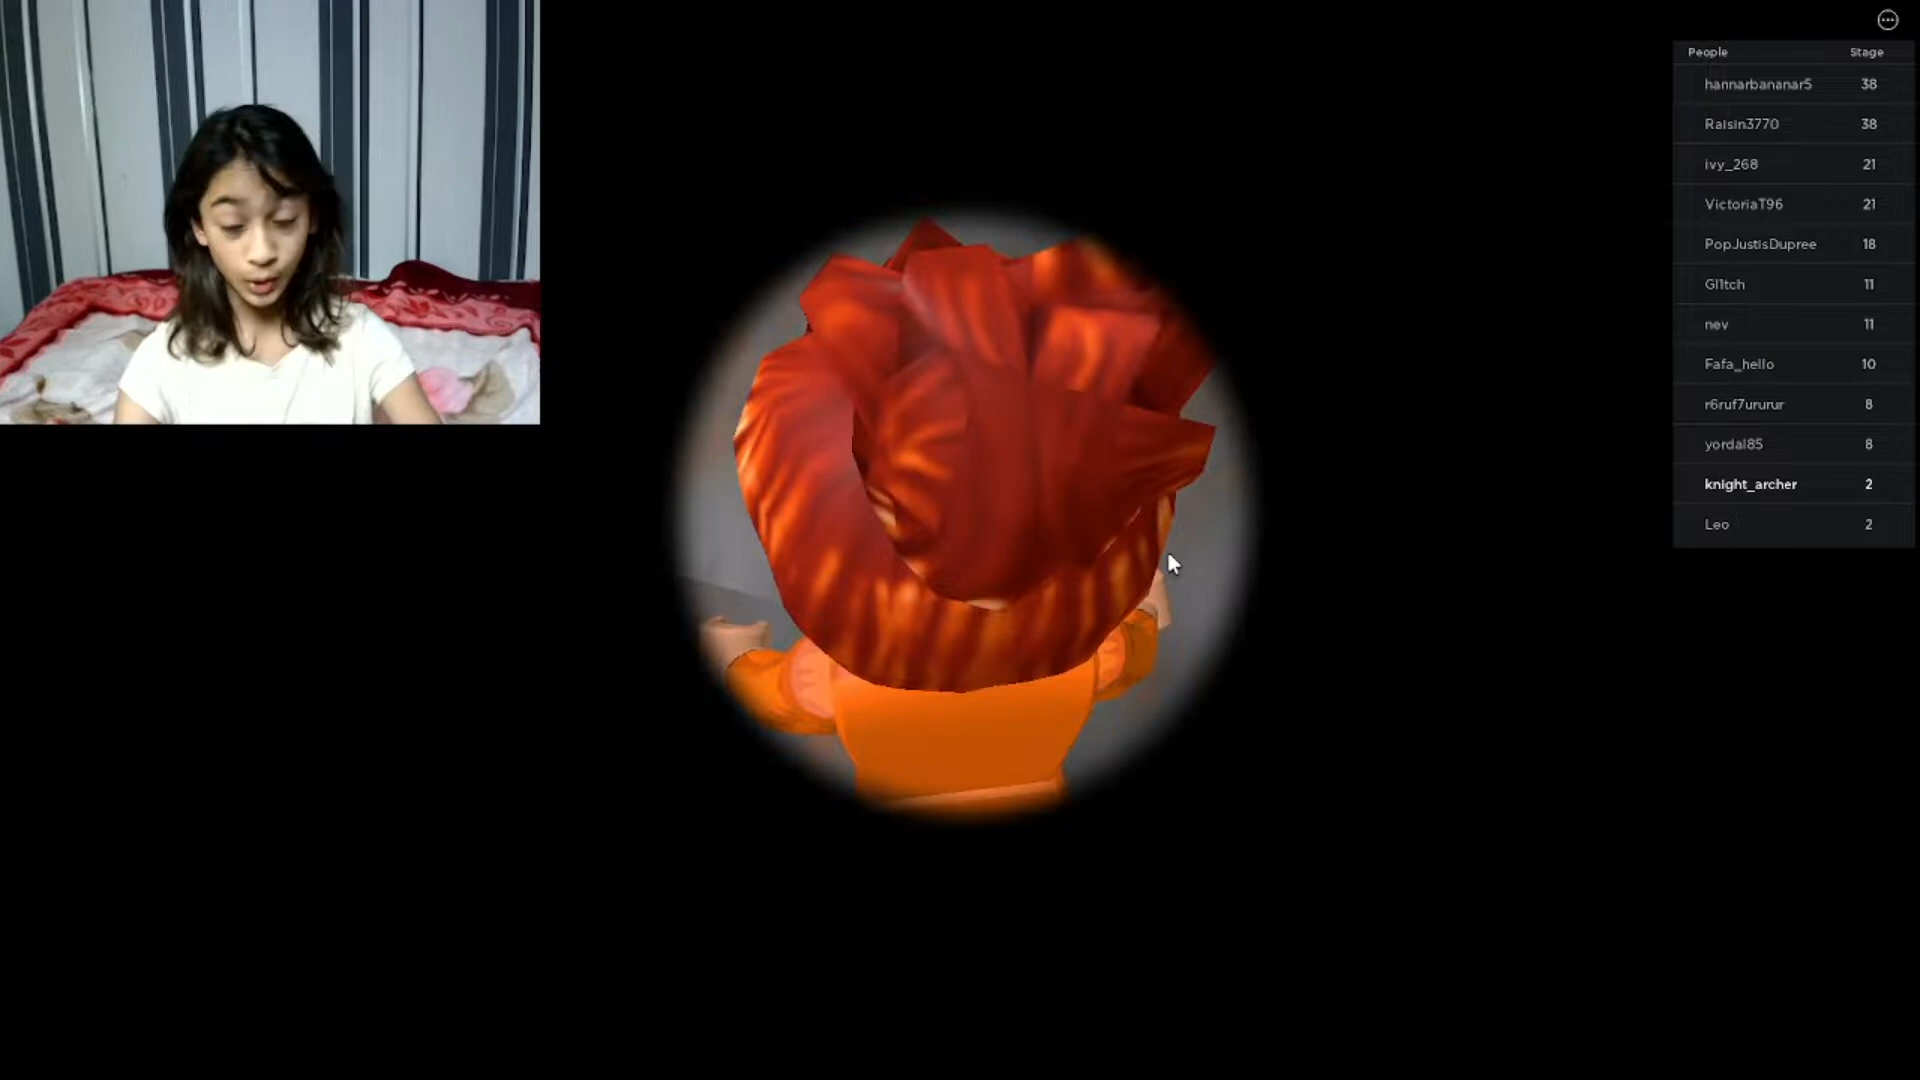 People Stage
hannarbananar5 38
Raisin3770 38
ivy_268 21
VictoriaT96 21
PopJustisDupree 18
Gl1tch 11
nev 11
Fafa_hello 10
r6ruf7ururur 8
yordal85 8
knight_archer 2
Leo 2